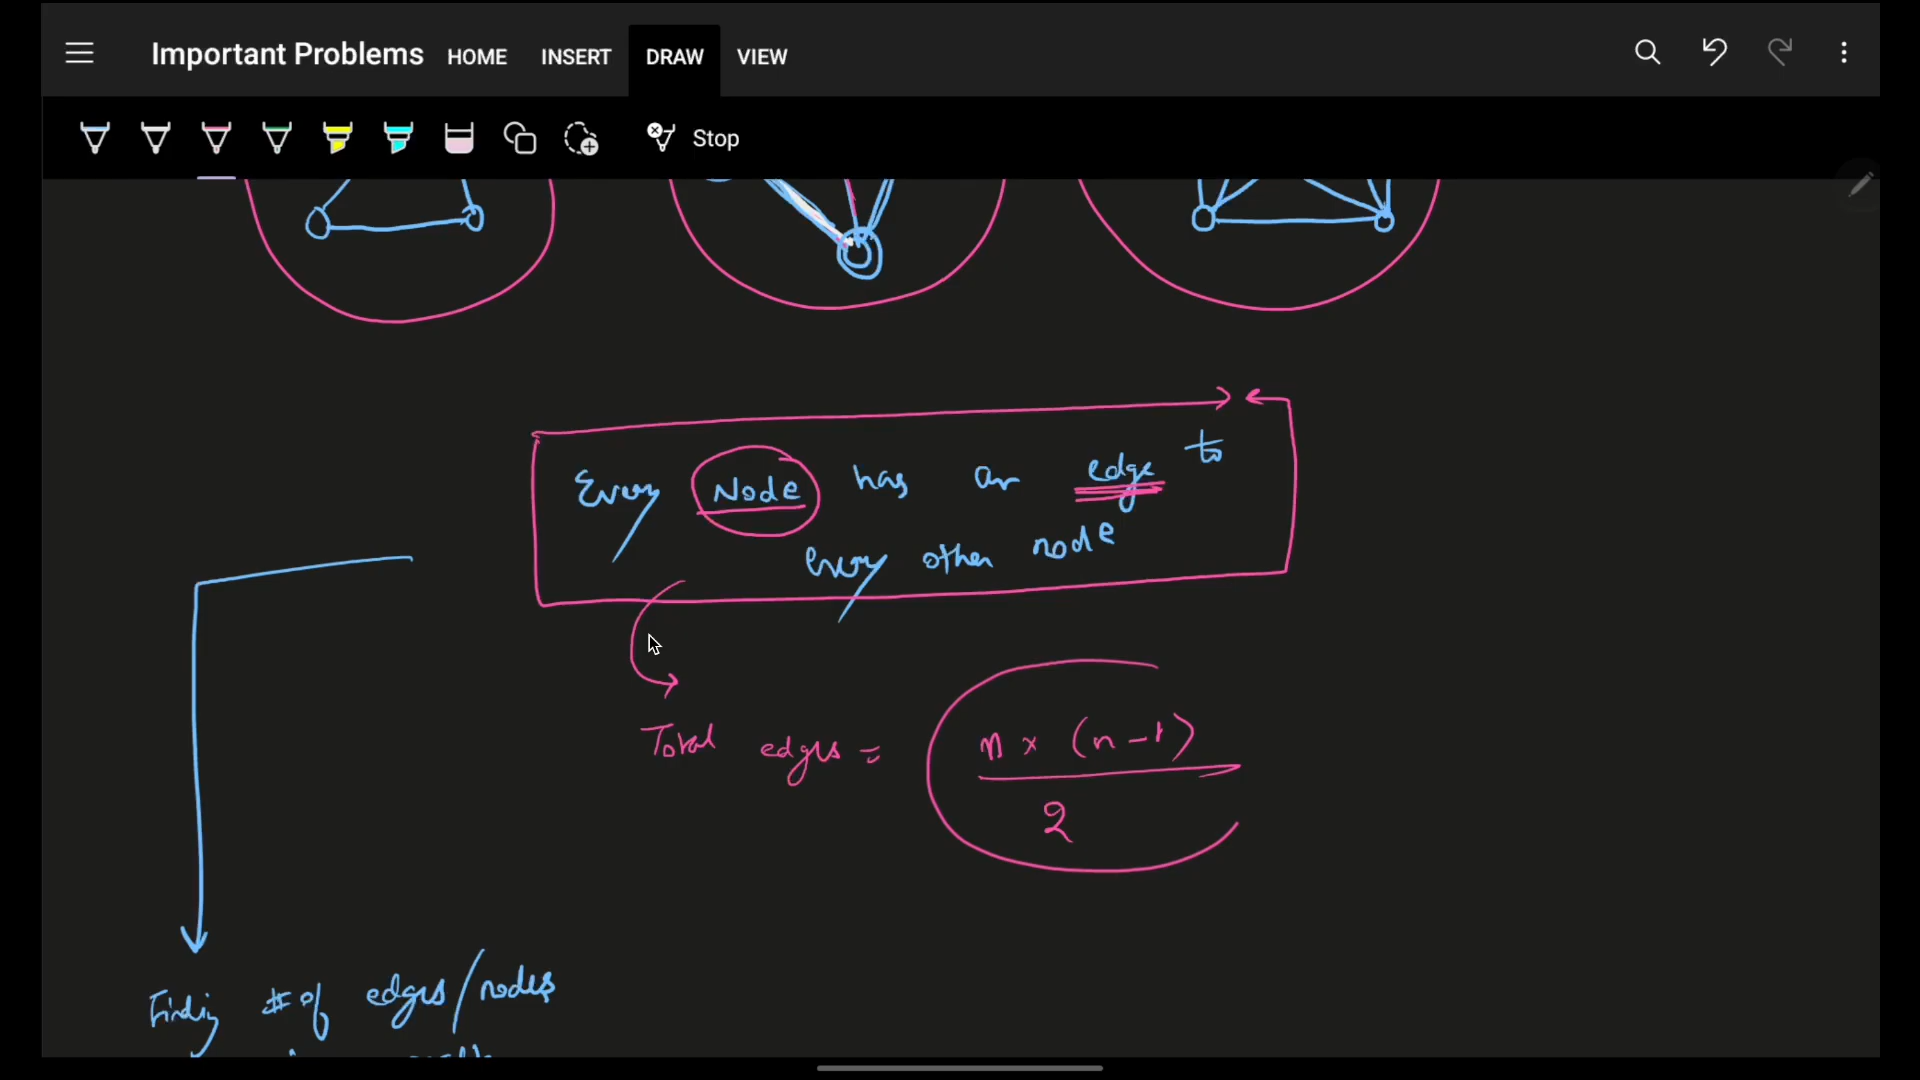 Important Problems HOME INSERT DRAW VIEW
Stop
Every Node has an edge to
every other node
Total edges = n × (n - 1)
2
Finding # of edges/nodes